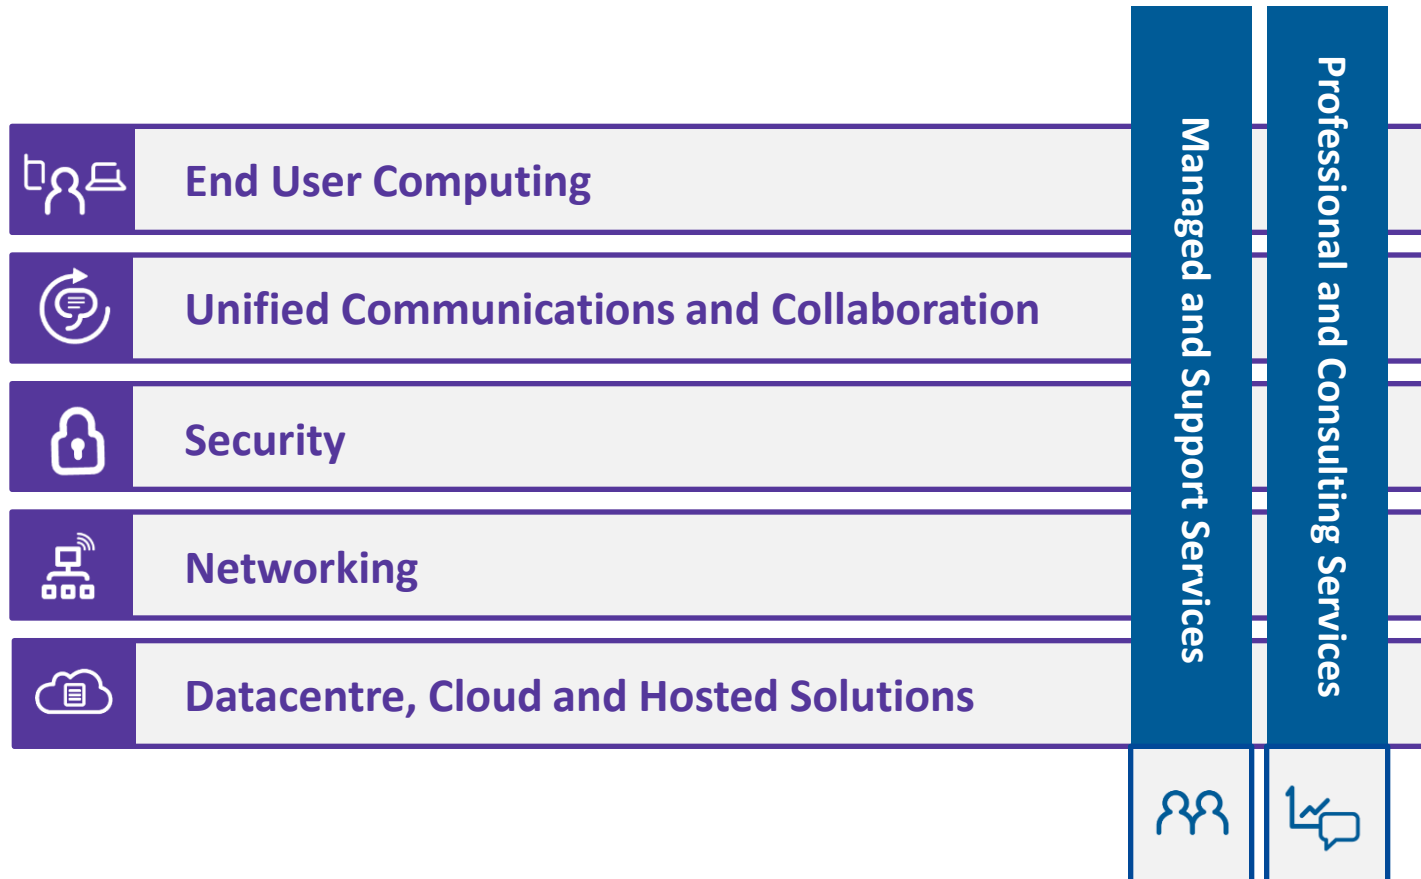 End User Computing
Unified Communications and Collaboration
Security
Networking
Datacentre, Cloud and Hosted Solutions
Managed and Support Services
Professional and Consulting Services